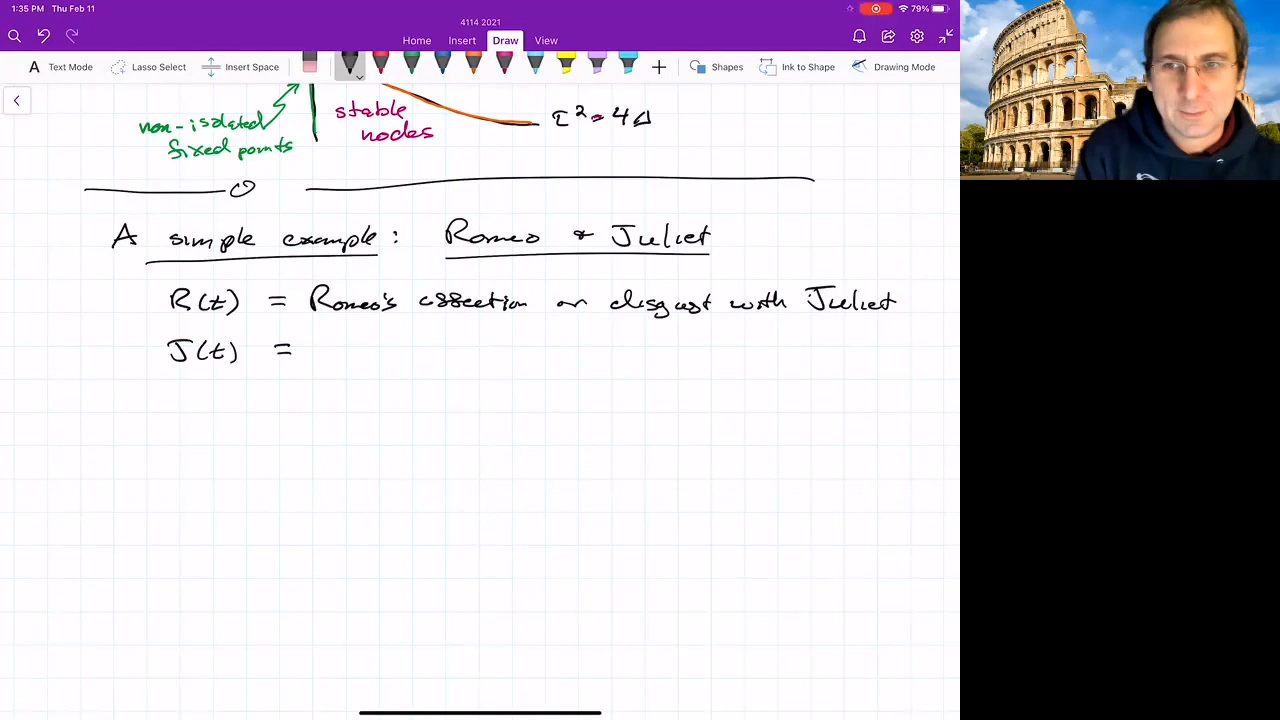 1:35 PM Thu Feb 11
79%
4114 2021
Home Insert Draw View
Text Mode Lasso Select Insert Space Shapes Ink to Shape Drawing Mode
non-isolated
fixed points
stable
nodes
τ² = 4Δ
A simple example: Romeo & Juliet
R(t) = Romeo's affection or disgust with Juliet
J(t) =